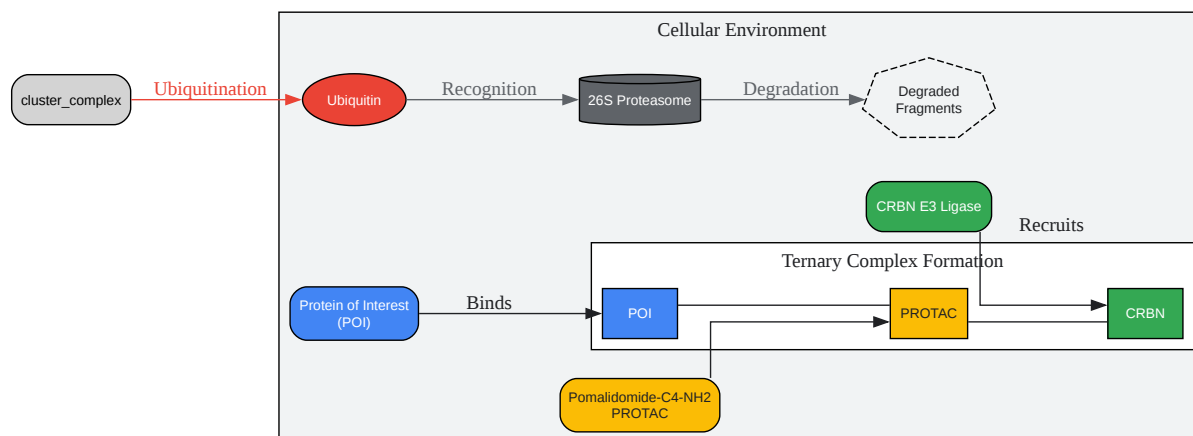 Cellular Environment
cluster_complex
Ubiquitination
Ubiquitin
Recognition
26S Proteasome
Degradation
Degraded
Fragments
CRBN E3 Ligase
Recruits
Ternary Complex Formation
Protein of Interest
(POI)
Binds
POI
PROTAC
CRBN
Pomalidomide-C4-NH2
PROTAC